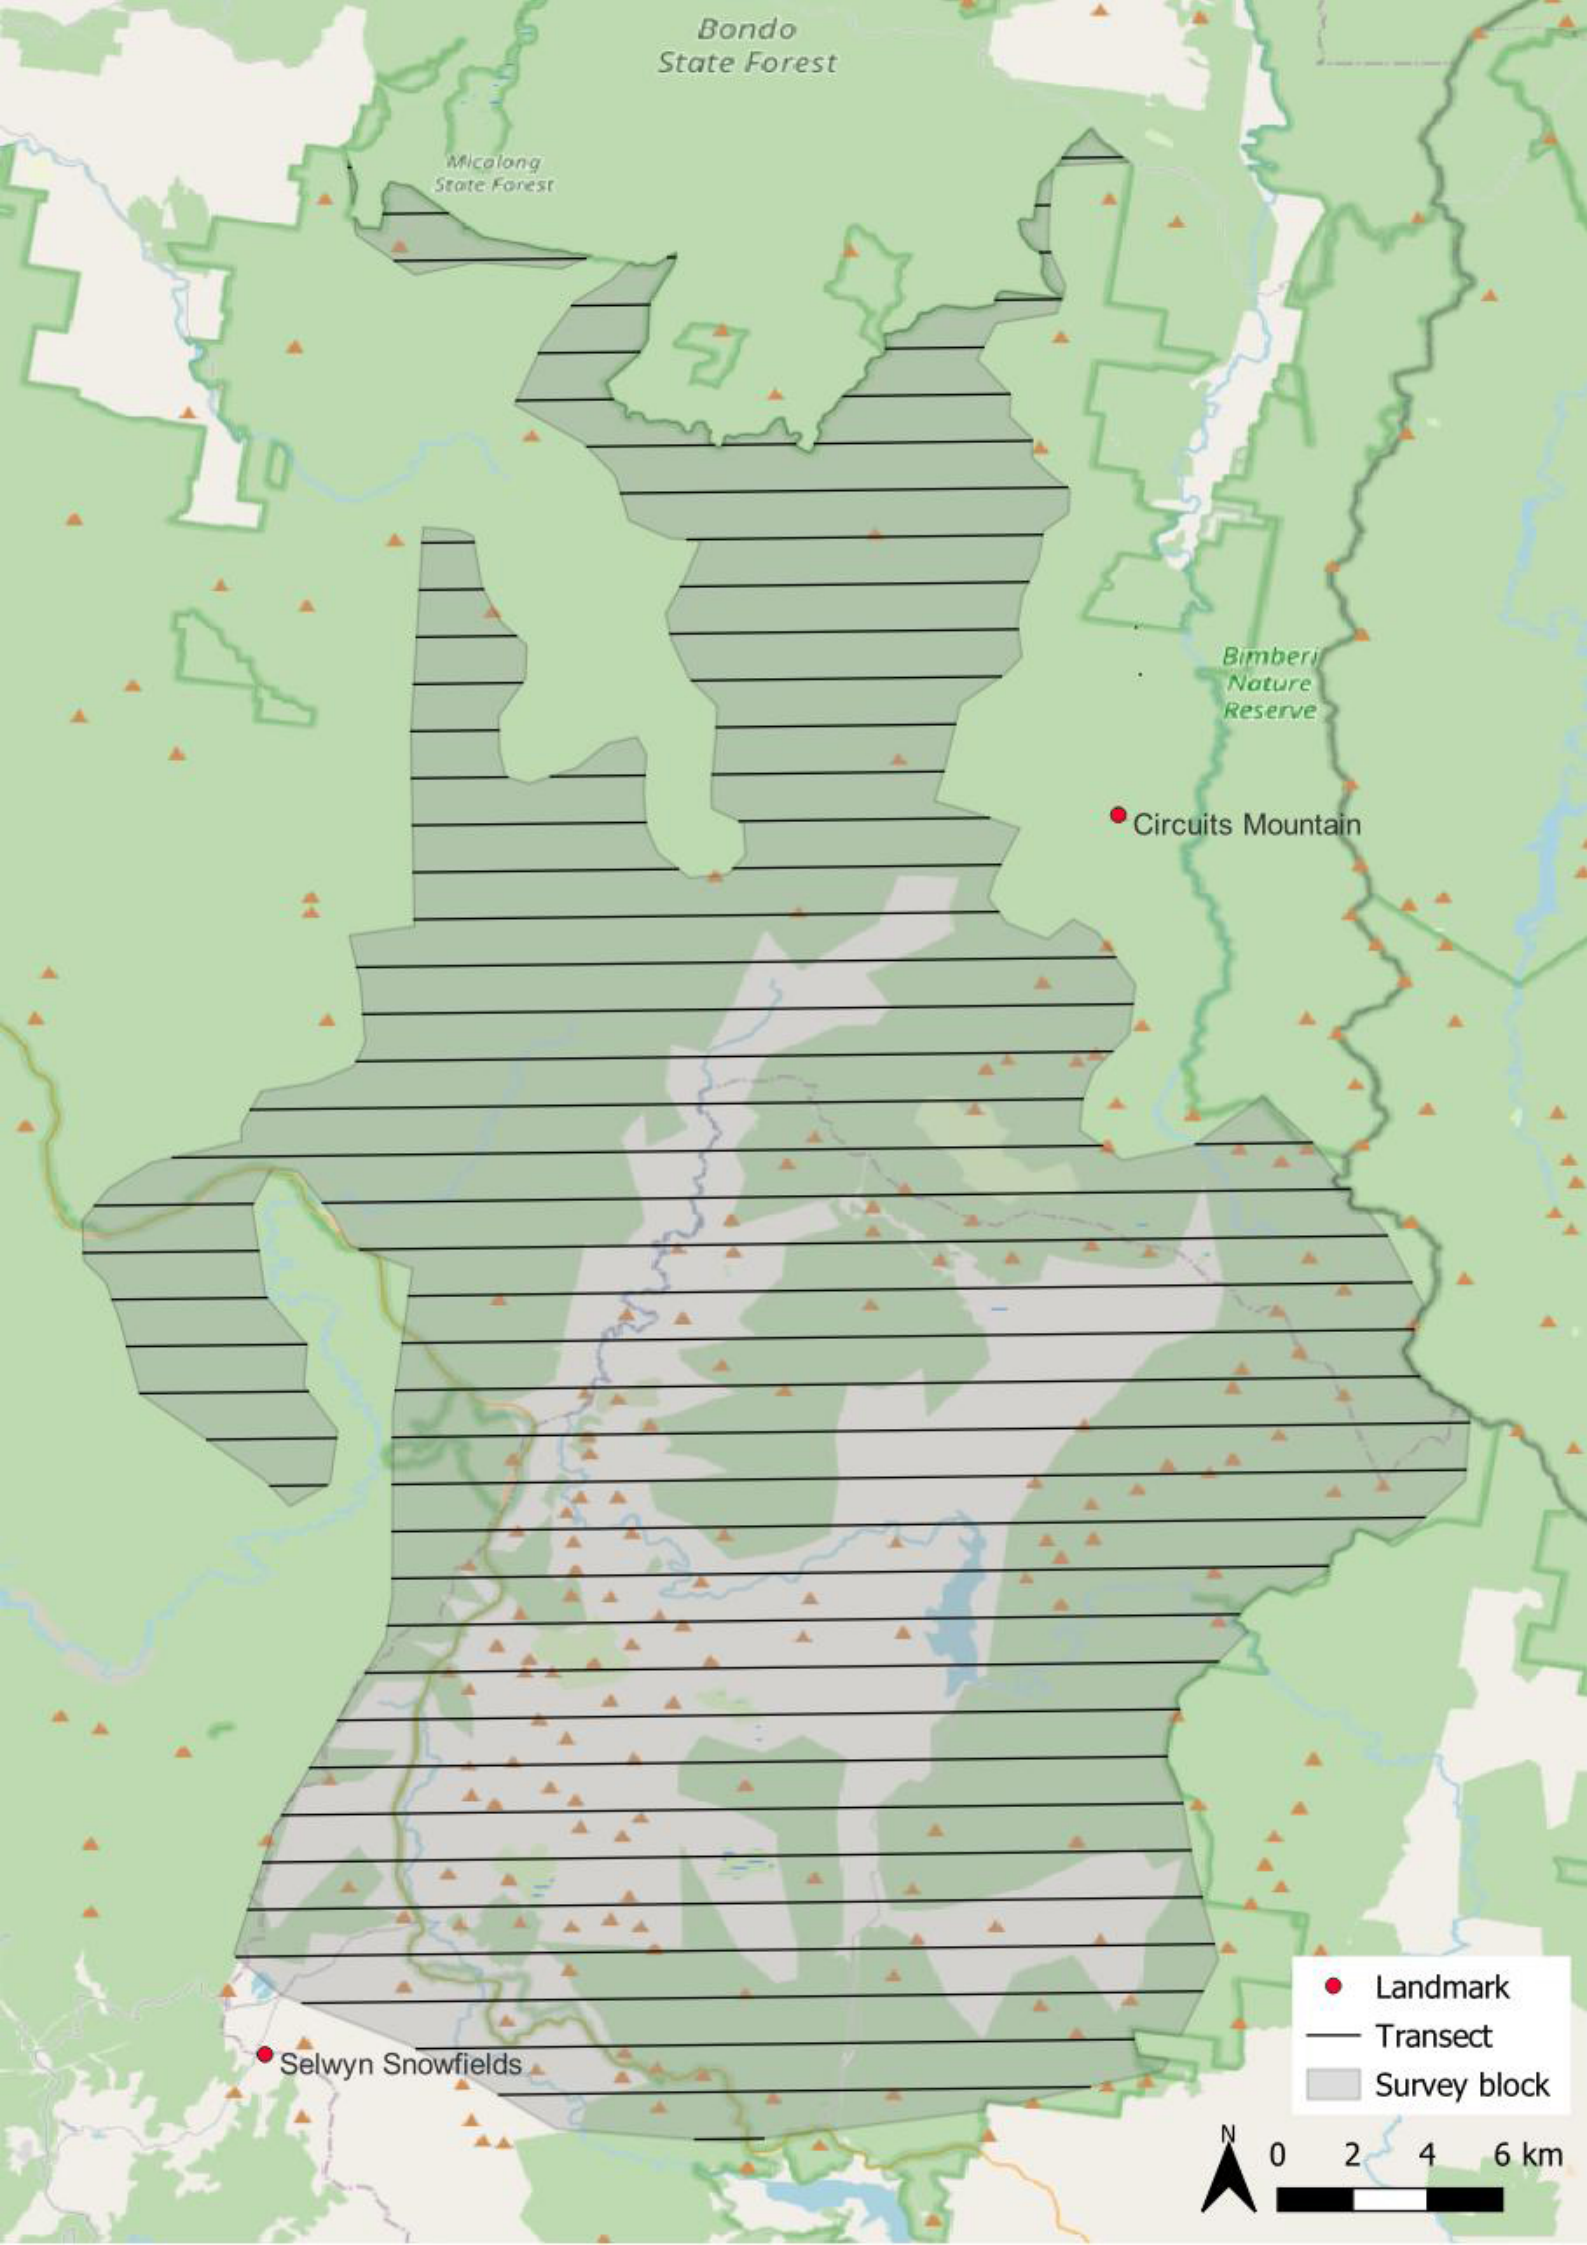 Bondo
State Forest
Micalong
State Forest
Bimberi
Nature
Reserve
Circuits Mountain
Selwyn Snowfields
Landmark
Transect
Survey block
N
0 2 4 6 km